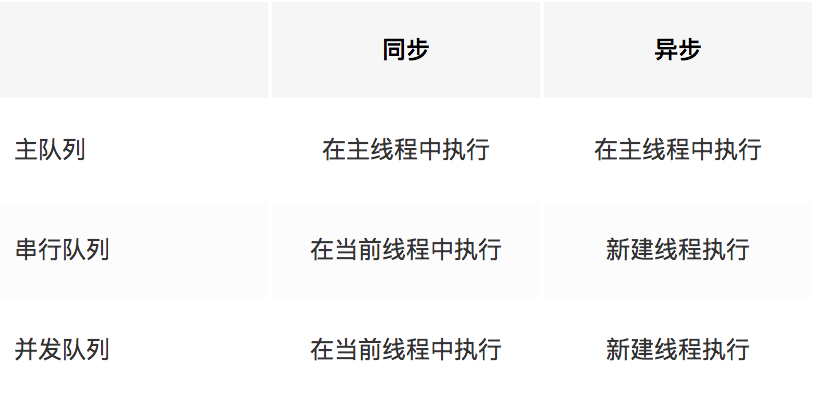 同步 异步
主队列 在主线程中执行 在主线程中执行
串行队列 在当前线程中执行 新建线程执行
并发队列 在当前线程中执行 新建线程执行